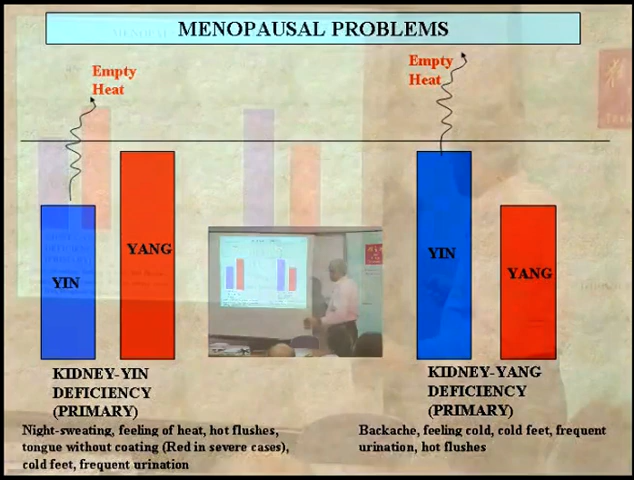 MENOPAUSAL PROBLEMS
Empty
Heat
Empty
Heat
YIN
YANG
YIN
YANG
KIDNEY-YIN
DEFICIENCY
(PRIMARY)
Night-sweating, feeling of heat, hot flushes,
tongue without coating (Red in severe cases),
cold feet, frequent urination
KIDNEY-YANG
DEFICIENCY
(PRIMARY)
Backache, feeling cold, cold feet, frequent
urination, hot flushes